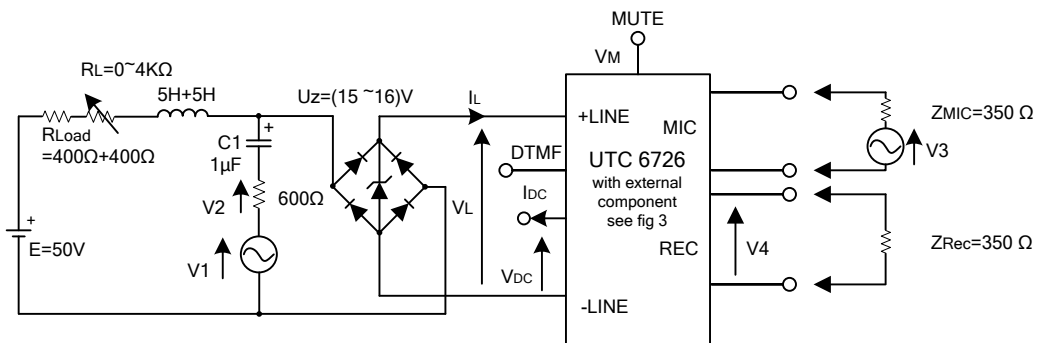 MUTE
VM
RL=0~4KΩ
5H+5H
RLoad
=400Ω+400Ω
+
C1
1μF
+
Uz=(15 ~16)V
IL
+LINE
MIC
ZMIC=350 Ω
V3
DTMF
UTC 6726
with external
component
see fig 3
IDC
V2
600Ω
VL
V1
E=50V
+
VDC
REC
V4
ZRec=350 Ω
-LINE